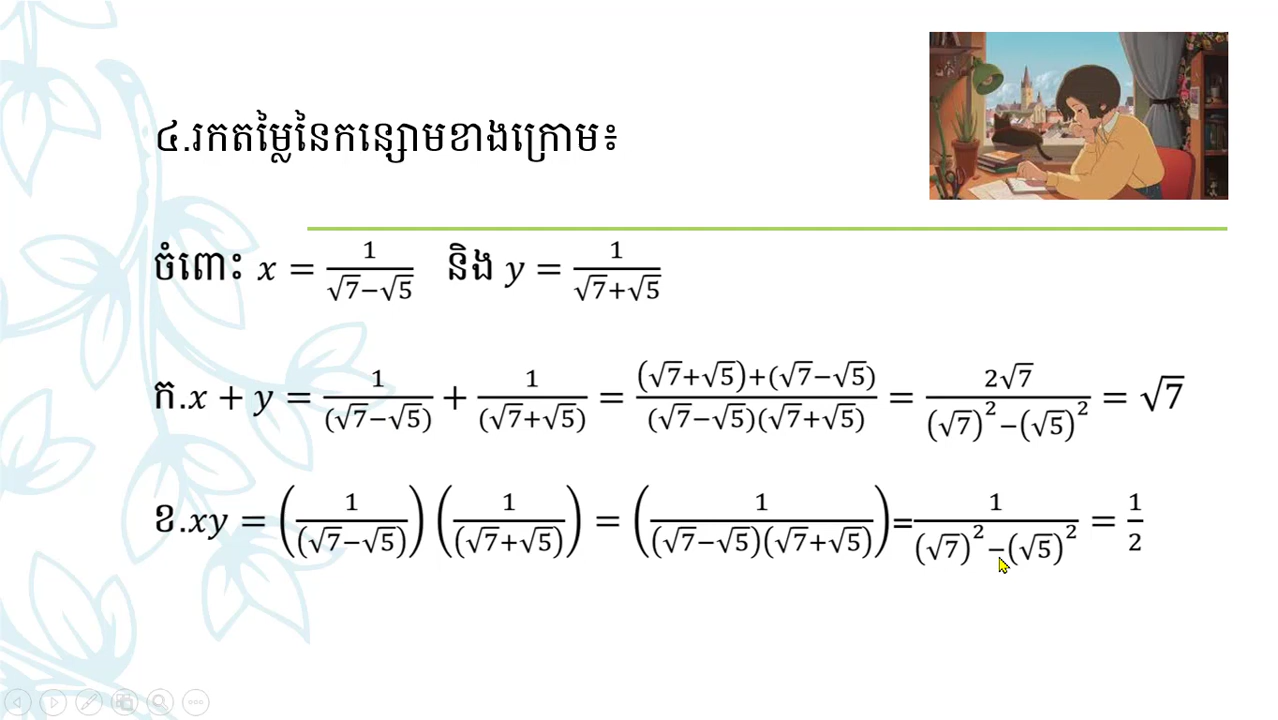 ៤.រកតម្លៃនៃកន្សោមខាងក្រោម៖
ចំពោះ x = 1/(√7−√5) និង y = 1/(√7+√5)
ក.x + y = 1/(√7−√5) + 1/(√7+√5) = ((√7+√5)+(√7−√5))/((√7−√5)(√7+√5)) = 2√7/((√7)²−(√5)²) = √7
ខ.xy = (1/(√7−√5))(1/(√7+√5)) = (1/((√7−√5)(√7+√5)))=1/((√7)²−(√5)²) = 1/2